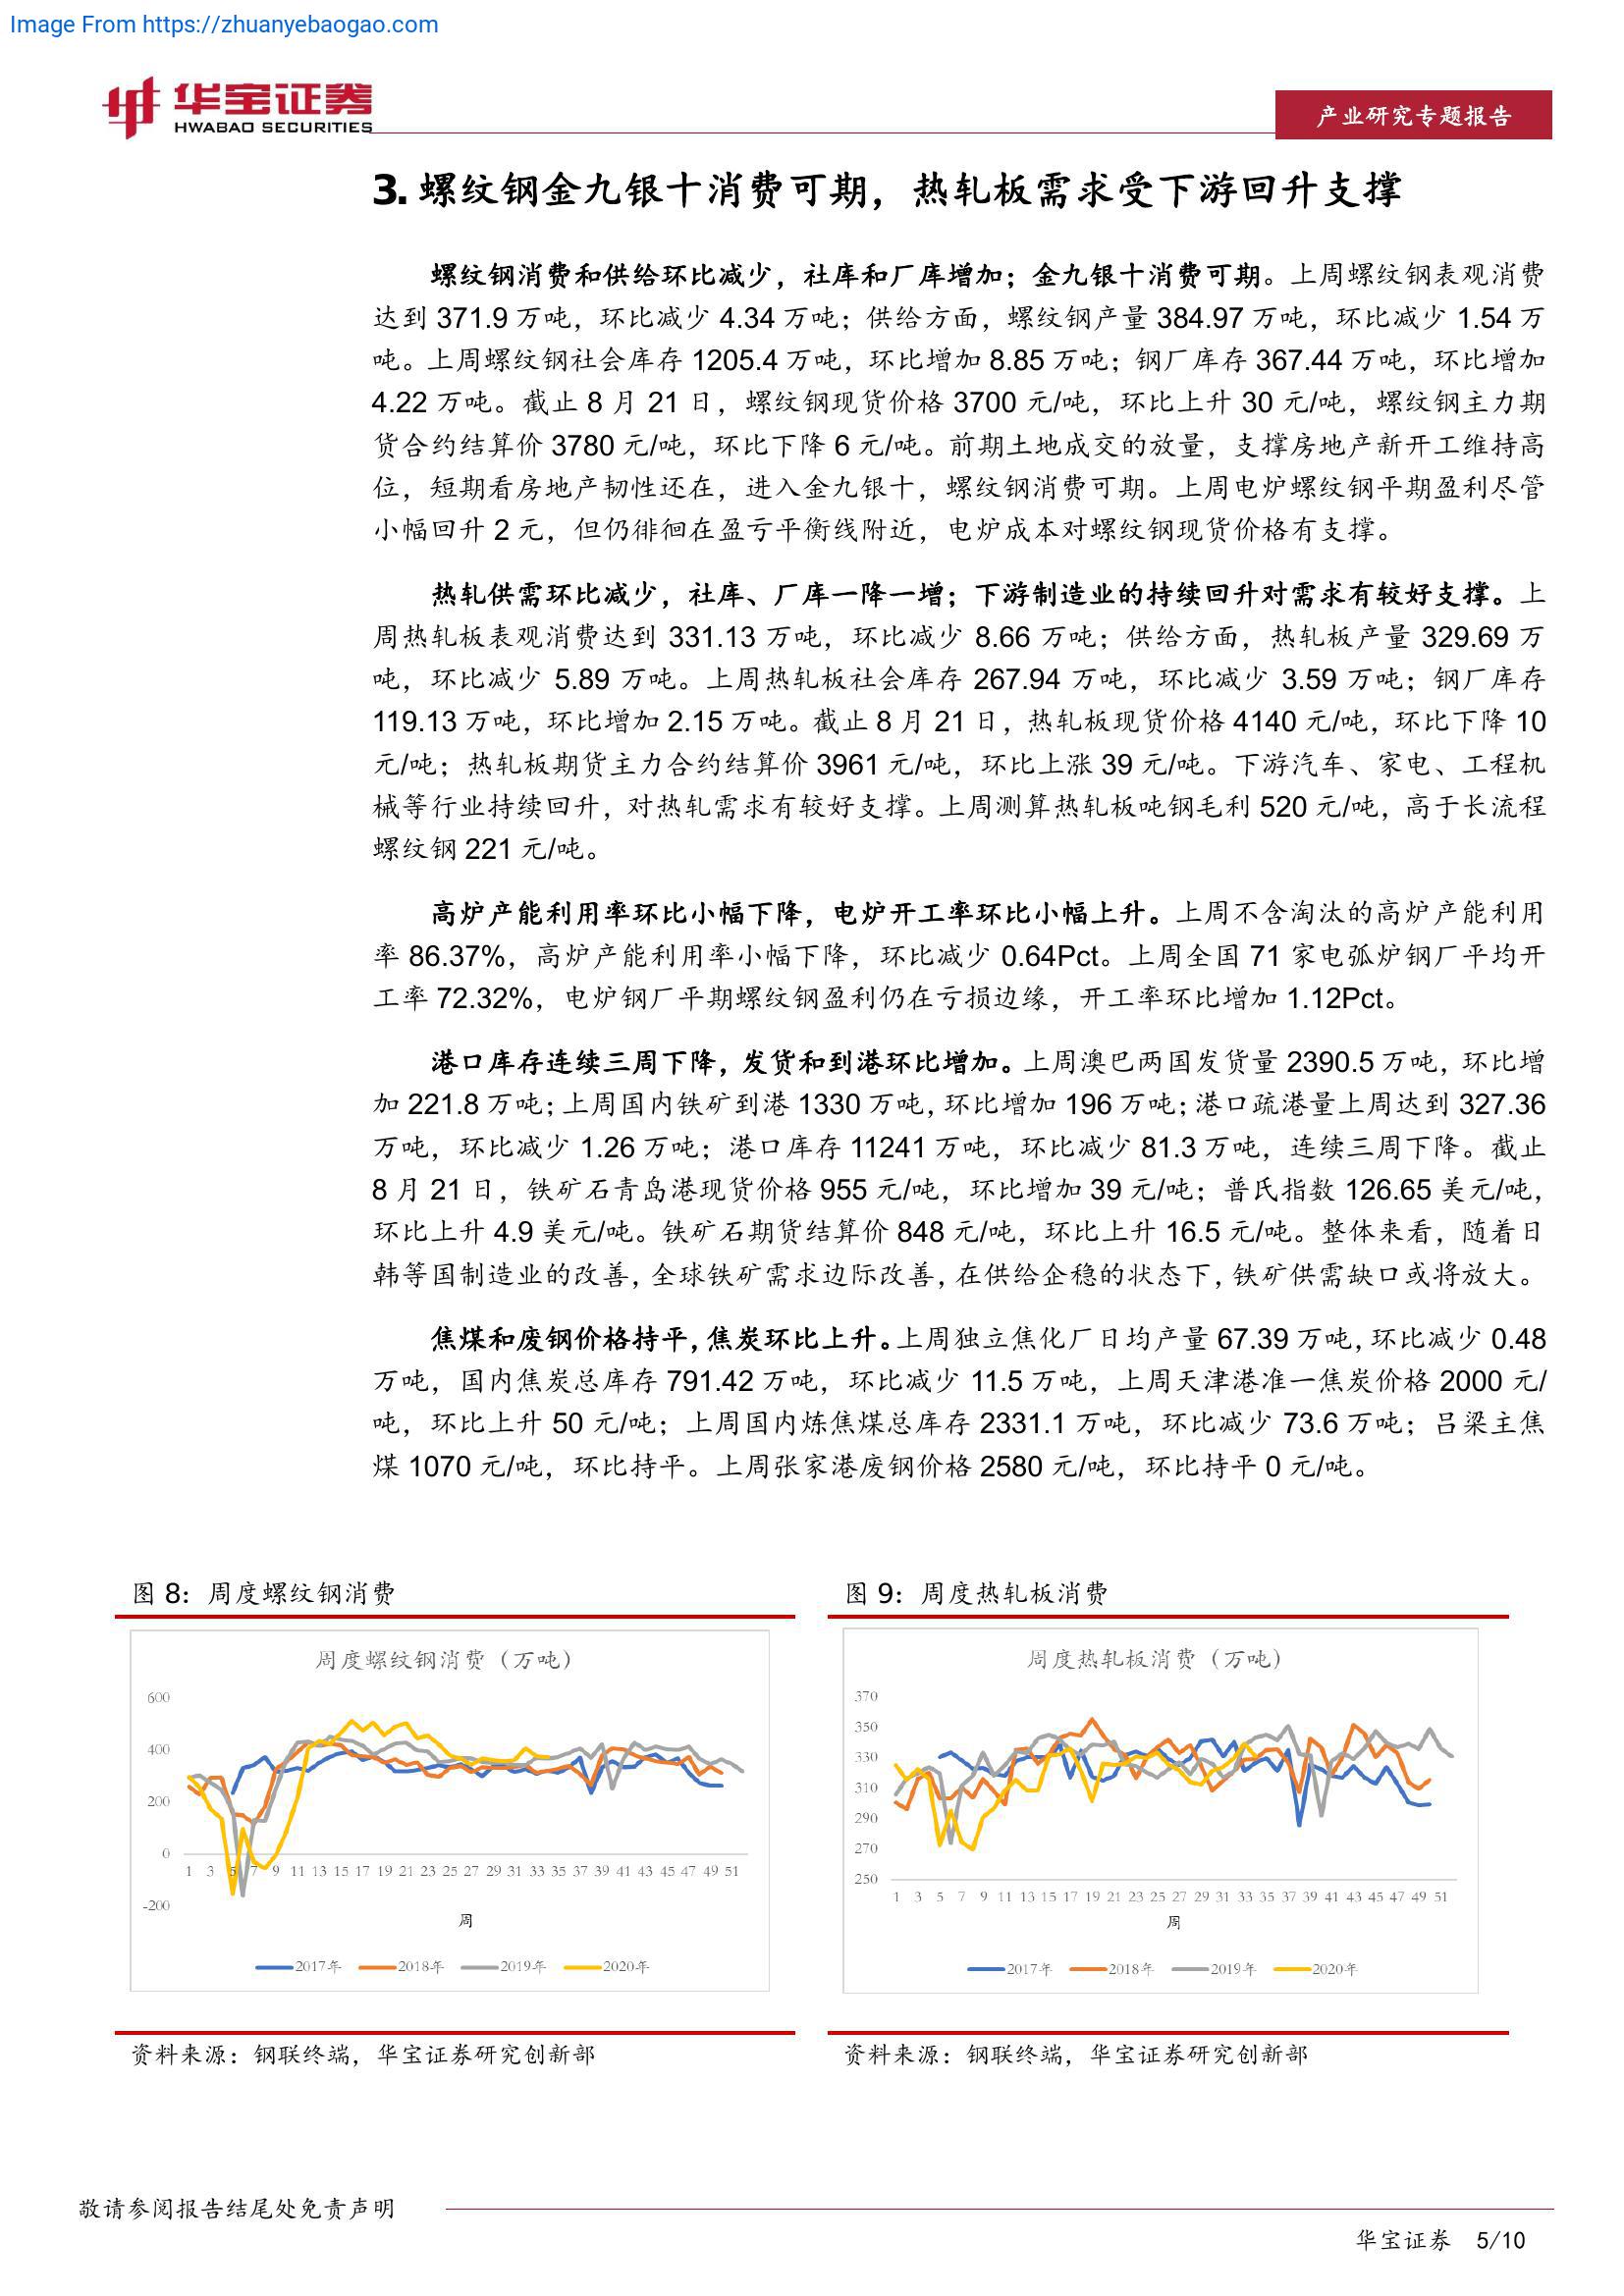 Image From https://zhuanyebaogao.com
华宝证券
HWABAO SECURITIES
产业研究专题报告
3. 螺纹钢金九银十消费可期，热轧板需求受下游回升支撑
螺纹钢消费和供给环比减少，社库和厂库增加；金九银十消费可期。上周螺纹钢表观消费
达到 371.9 万吨，环比减少 4.34 万吨；供给方面，螺纹钢产量 384.97 万吨，环比减少 1.54 万
吨。上周螺纹钢社会库存 1205.4 万吨，环比增加 8.85 万吨；钢厂库存 367.44 万吨，环比增加
4.22 万吨。截止 8 月 21 日，螺纹钢现货价格 3700 元/吨，环比上升 30 元/吨，螺纹钢主力期
货合约结算价 3780 元/吨，环比下降 6 元/吨。前期土地成交的放量，支撑房地产新开工维持高
位，短期看房地产韧性还在，进入金九银十，螺纹钢消费可期。上周电炉螺纹钢平期盈利尽管
小幅回升 2 元，但仍徘徊在盈亏平衡线附近，电炉成本对螺纹钢现货价格有支撑。
热轧供需环比减少，社库、厂库一降一增；下游制造业的持续回升对需求有较好支撑。上
周热轧板表观消费达到 331.13 万吨，环比减少 8.66 万吨；供给方面，热轧板产量 329.69 万
吨，环比减少 5.89 万吨。上周热轧板社会库存 267.94 万吨，环比减少 3.59 万吨；钢厂库存
119.13 万吨，环比增加 2.15 万吨。截止 8 月 21 日，热轧板现货价格 4140 元/吨，环比下降 10
元/吨；热轧板期货主力合约结算价 3961 元/吨，环比上涨 39 元/吨。下游汽车、家电、工程机
械等行业持续回升，对热轧需求有较好支撑。上周测算热轧板吨钢毛利 520 元/吨，高于长流程
螺纹钢 221 元/吨。
高炉产能利用率环比小幅下降，电炉开工率环比小幅上升。上周不含淘汰的高炉产能利用
率 86.37%，高炉产能利用率小幅下降，环比减少 0.64Pct。上周全国 71 家电弧炉钢厂平均开
工率 72.32%，电炉钢厂平期螺纹钢盈利仍在亏损边缘，开工率环比增加 1.12Pct。
港口库存连续三周下降，发货和到港环比增加。上周澳巴两国发货量 2390.5 万吨，环比增
加 221.8 万吨；上周国内铁矿到港 1330 万吨，环比增加 196 万吨；港口疏港量上周达到 327.36
万吨，环比减少 1.26 万吨；港口库存 11241 万吨，环比减少 81.3 万吨，连续三周下降。截止
8 月 21 日，铁矿石青岛港现货价格 955 元/吨，环比增加 39 元/吨；普氏指数 126.65 美元/吨，
环比上升 4.9 美元/吨。铁矿石期货结算价 848 元/吨，环比上升 16.5 元/吨。整体来看，随着日
韩等国制造业的改善，全球铁矿需求边际改善，在供给企稳的状态下，铁矿供需缺口或将放大。
焦煤和废钢价格持平，焦炭环比上升。上周独立焦化厂日均产量 67.39 万吨，环比减少 0.48
万吨，国内焦炭总库存 791.42 万吨，环比减少 11.5 万吨，上周天津港准一焦炭价格 2000 元/
吨，环比上升 50 元/吨；上周国内炼焦煤总库存 2331.1 万吨，环比减少 73.6 万吨；吕梁主焦
煤 1070 元/吨，环比持平。上周张家港废钢价格 2580 元/吨，环比持平 0 元/吨。
图 8：周度螺纹钢消费
周度螺纹钢消费（万吨）
600
400
200
0
-200
1 3 5 7 9 11 13 15 17 19 21 23 25 27 29 31 33 35 37 39 41 43 45 47 49 51
周
2017年 2018年 2019年 2020年
资料来源：钢联终端，华宝证券研究创新部
图 9：周度热轧板消费
周度热轧板消费（万吨）
370
350
330
310
290
270
250
1 3 5 7 9 11 13 15 17 19 21 23 25 27 29 31 33 35 37 39 41 43 45 47 49 51
周
2017年 2018年 2019年 2020年
资料来源：钢联终端，华宝证券研究创新部
敬请参阅报告结尾处免责声明
华宝证券 5/10